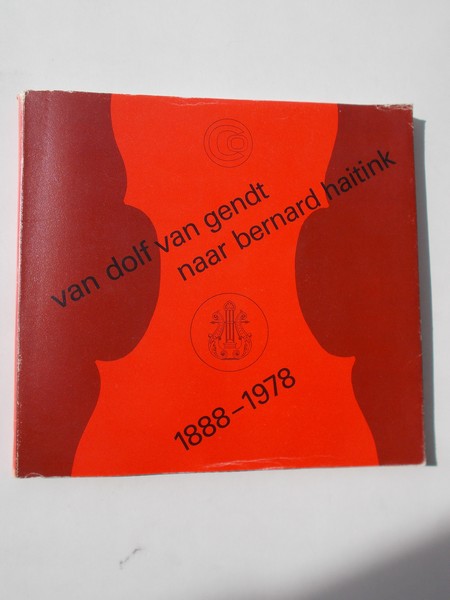 van dolf van gendt
naar bernard haitink
1888–1978